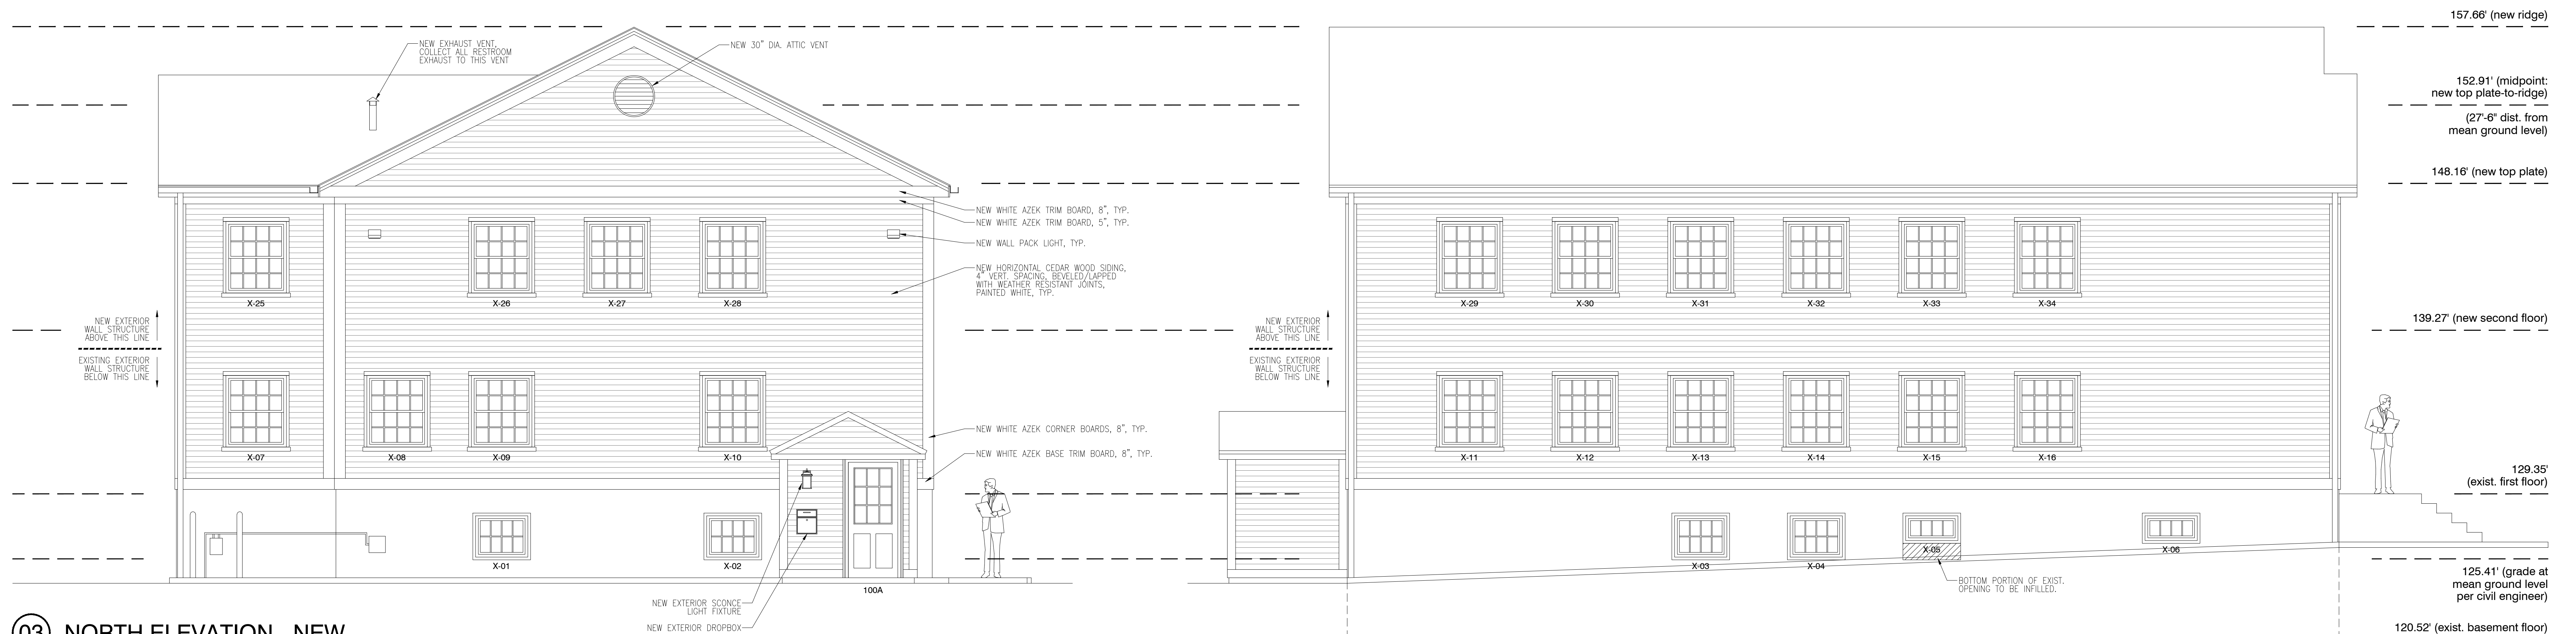 157.66' (new ridge)
NEW EXHAUST VENT,
COLLECT ALL RESTROOM
EXHAUST TO THIS VENT
NEW 30" DIA. ATTIC VENT
152.91' (midpoint:
new top plate-to-ridge)
(27'-6" dist. from
mean ground level)
148.16' (new top plate)
NEW WHITE AZEK TRIM BOARD, 8", TYP.
NEW WHITE AZEK TRIM BOARD, 5", TYP.
NEW WALL PACK LIGHT, TYP.
NEW HORIZONTAL CEDAR WOOD SIDING,
4" VERT. SPACING, BEVELED/LAPPED
WITH WEATHER RESISTANT JOINTS,
PAINTED WHITE, TYP.
X-25
X-26
X-27
X-28
X-29
X-30
X-31
X-32
X-33
X-34
NEW EXTERIOR
WALL STRUCTURE
ABOVE THIS LINE
EXISTING EXTERIOR
WALL STRUCTURE
BELOW THIS LINE
NEW EXTERIOR
WALL STRUCTURE
ABOVE THIS LINE
EXISTING EXTERIOR
WALL STRUCTURE
BELOW THIS LINE
139.27' (new second floor)
NEW WHITE AZEK CORNER BOARDS, 8", TYP.
NEW WHITE AZEK BASE TRIM BOARD, 8", TYP.
X-07
X-08
X-09
X-10
X-11
X-12
X-13
X-14
X-15
X-16
129.35'
(exist. first floor)
X-01
X-02
X-03
X-04
X-05
X-06
100A
BOTTOM PORTION OF EXIST.
OPENING TO BE INFILLED.
125.41' (grade at
mean ground level
per civil engineer)
NEW EXTERIOR SCONCE
LIGHT FIXTURE
NEW EXTERIOR DROPBOX
03 NORTH ELEVATION - NEW
120.52' (exist. basement floor)